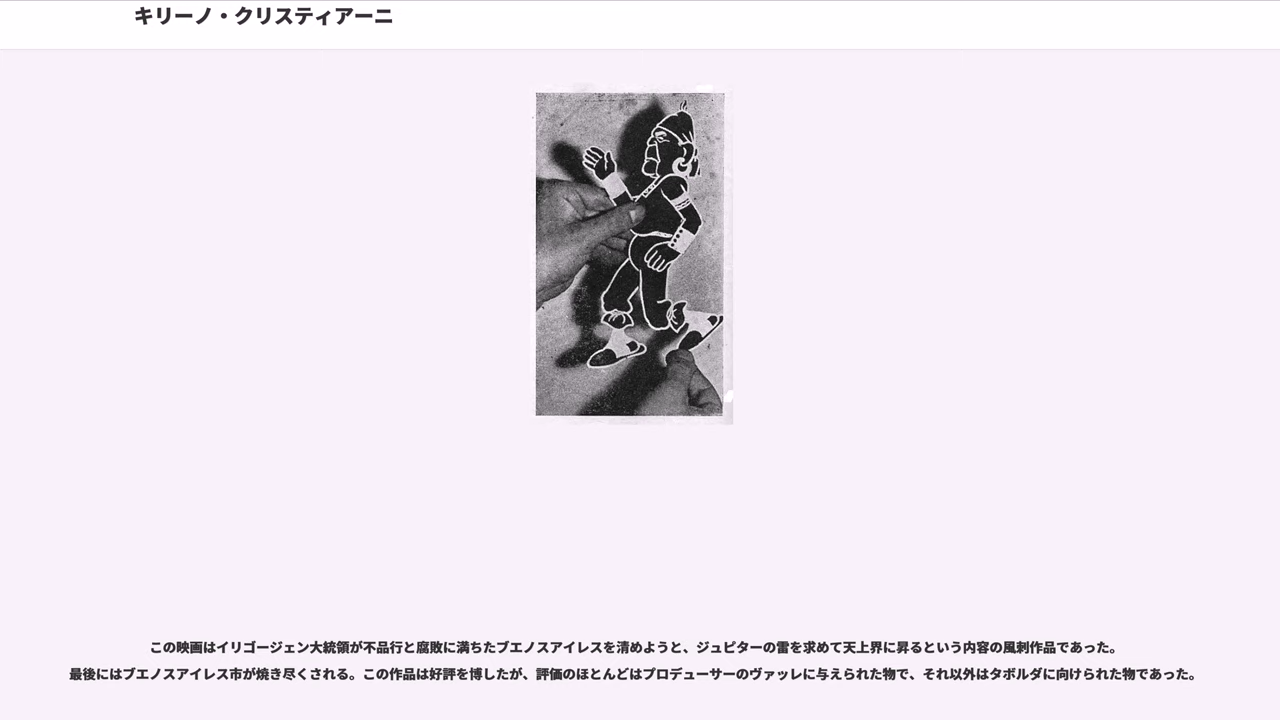 キリーノ・クリスティアーニ
この映画はイリゴージェン大統領が不品行と腐敗に満ちたブエノスアイレスを清めようと、ジュピターの雷を求めて天上界に昇るという内容の風刺作品であった。
最後にはブエノスアイレス市が焼き尽くされる。この作品は好評を博したが、評価のほとんどはプロデューサーのヴァッレに与えられた物で、それ以外はタボルダに向けられた物であった。